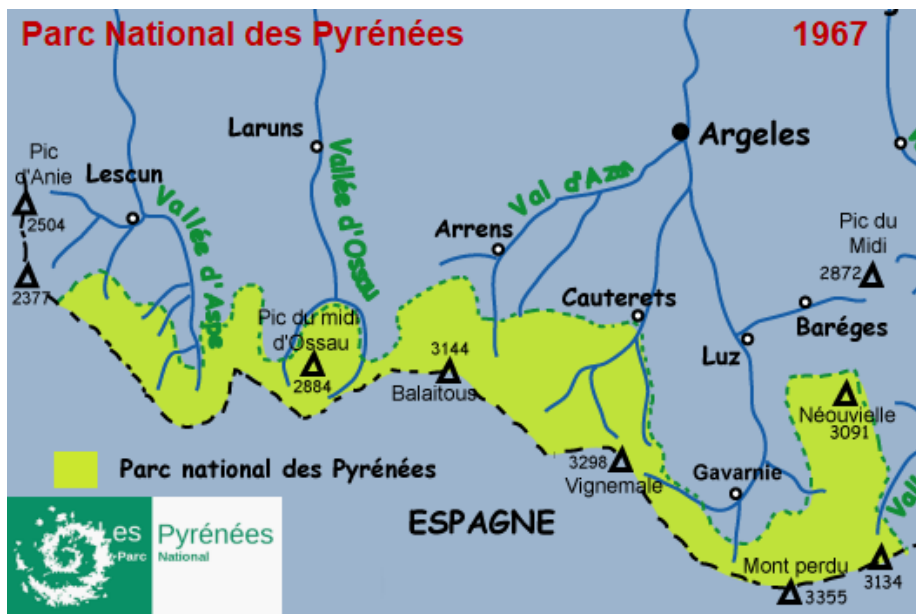 Parc National des Pyrénées
1967
Laruns
Argeles
Pic
d'Anie
Lescun
2504
Vallée d'Aspe
Vallée d'Ossau
Val d'Azun
Arrens
Pic du
Midi
2872
2377
Cauterets
Baréges
Luz
Pic du midi
d'Ossau
2884
3144
Balaitous
Néouvielle
3091
Parc national des Pyrénées
3298
Vignemale
Gavarnie
ESPAGNE
Mont perdu
3355
3134
es
Parc
Pyrénées
National